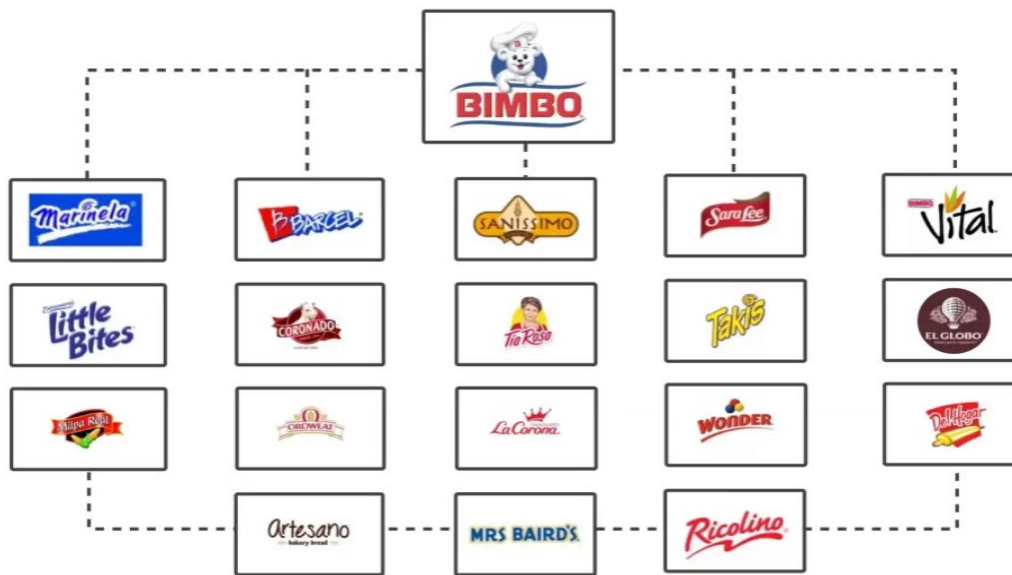 BIMBO
Marinela
BARCEL
SANISSIMO
Sara Lee
BIMBO
Vital
Little
Bites
CORONADO
Tía Rosa
Takis
EL GLOBO
Milpa Real
OROWEAT
La Corona
WONDER
Del Hogar
artesano
bakery bread
MRS BAIRD'S
Ricolino